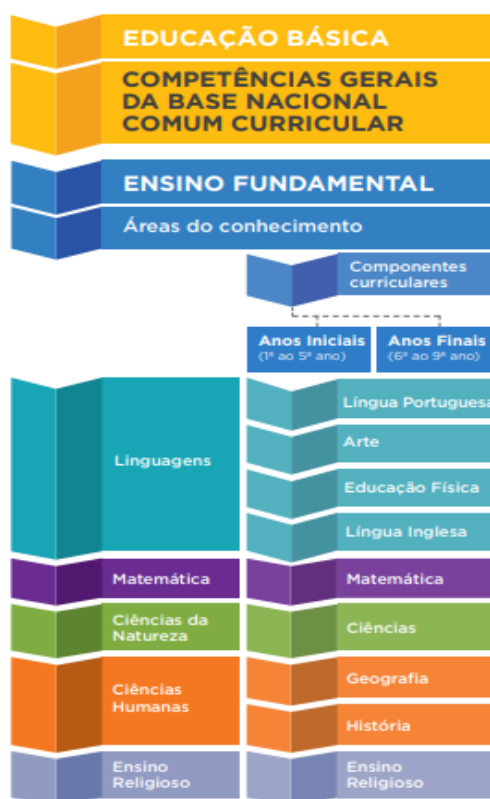 EDUCAÇÃO BÁSICA
COMPETÊNCIAS GERAIS
DA BASE NACIONAL
COMUM CURRICULAR
ENSINO FUNDAMENTAL
Áreas do conhecimento
Componentes
curriculares
Anos Iniciais
(1º ao 5º ano)
Anos Finais
(6º ao 9º ano)
Linguagens
Língua Portuguesa
Arte
Educação Física
Língua Inglesa
Matemática
Matemática
Ciências da
Natureza
Ciências
Ciências
Humanas
Geografia
História
Ensino
Religioso
Ensino
Religioso